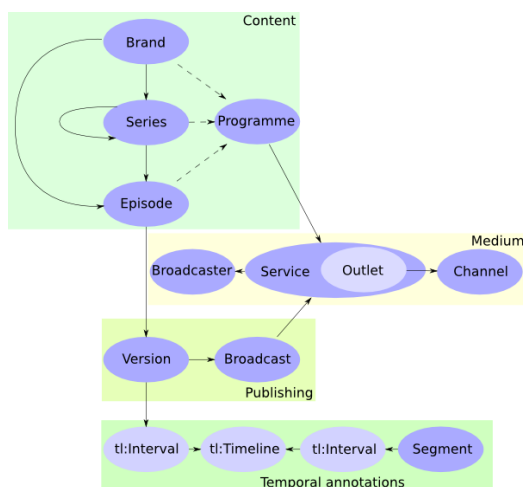 Content
Brand
Series
Programme
Episode
Medium
Broadcaster
Service
Outlet
Channel
Version
Broadcast
Publishing
tl:Interval
tl:Timeline
tl:Interval
Segment
Temporal annotations